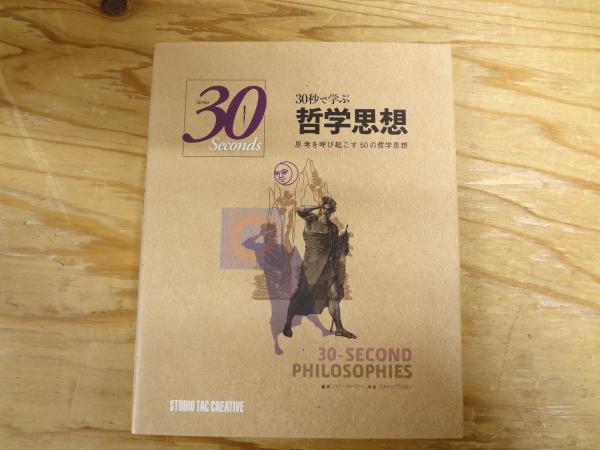 Series
30
Seconds
30秒で学ぶ
哲学思想
思考を呼び起こす50の哲学思想
30-SECOND
PHILOSOPHIES
STUDIO TAC CREATIVE